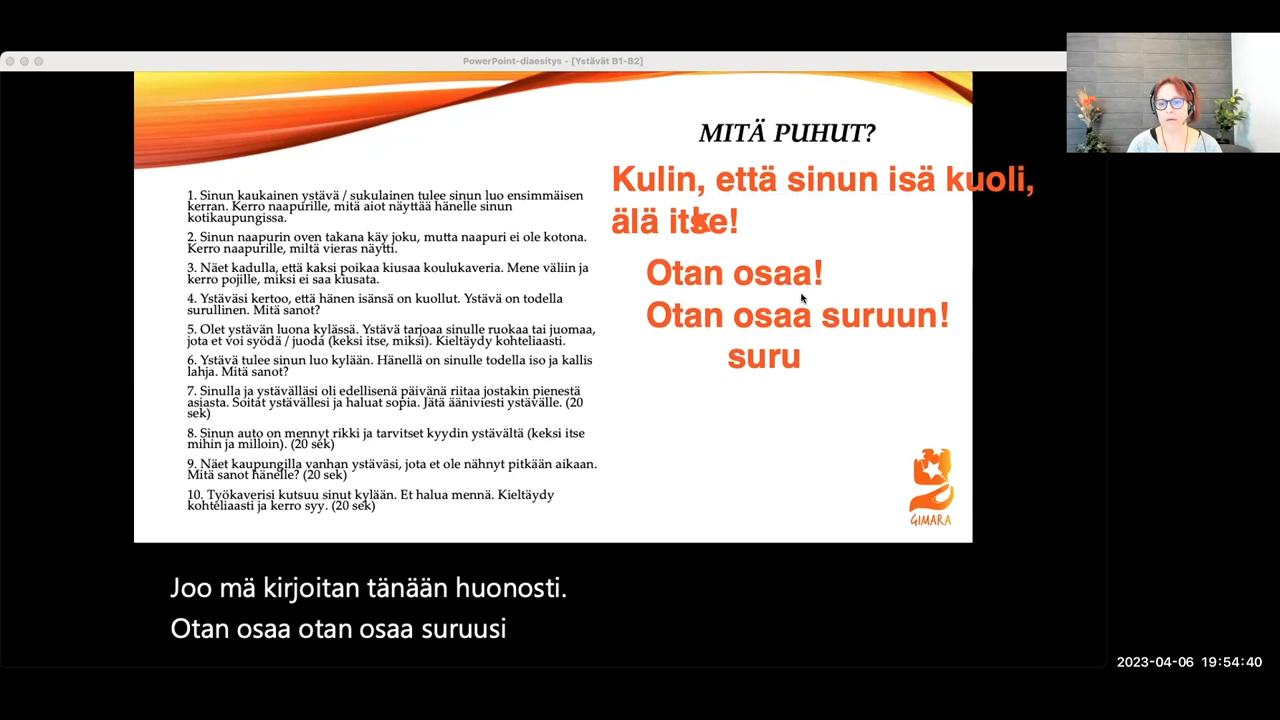 PowerPoint-diaesitys - [Ystävät B1-B2]
MITÄ PUHUT?
1. Sinun kaukainen ystävä / sukulainen tulee sinun luo ensimmäisen
kerran. Kerro naapurille, mitä aiot näyttää hänelle sinun
kotikaupungissa.
2. Sinun naapurin oven takana käy joku, mutta naapuri ei ole kotona.
Kerro naapurille, miltä vieras näytti.
3. Näet kadulla, että kaksi poikaa kiusaa koulukaveria. Mene väliin ja
kerro pojille, miksi ei saa kiusata.
4. Ystäväsi kertoo, että hänen isänsä on kuollut. Ystävä on todella
surullinen. Mitä sanot?
5. Olet ystävän luona kylässä. Ystävä tarjoaa sinulle ruokaa tai juomaa,
jota et voi syödä / juoda (keksi itse, miksi). Kieltäydy kohteliaasti.
6. Ystävä tulee sinun luo kylään. Hänellä on sinulle todella iso ja kallis
lahja. Mitä sanot?
7. Sinulla ja ystävälläsi oli edellisenä päivänä riitaa jostakin pienestä
asiasta. Soitat ystävällesi ja haluat sopia. Jätä ääniviesti ystävälle. (20
sek)
8. Sinun auto on mennyt rikki ja tarvitset kyydin ystävältä (keksi itse
mihin ja milloin). (20 sek)
9. Näet kaupungilla vanhan ystäväsi, jota et ole nähnyt pitkään aikaan.
Mitä sanot hänelle? (20 sek)
10. Työkaverisi kutsuu sinut kylään. Et halua mennä. Kieltäydy
kohteliaasti ja kerro syy. (20 sek)
Kulin, että sinun isä kuoli,
älä itse!
k
Otan osaa!
Otan osaa suruun!
suru
GIMARA
Joo mä kirjoitan tänään huonosti.
Otan osaa otan osaa suruusi
2023-04-06 19:54:40